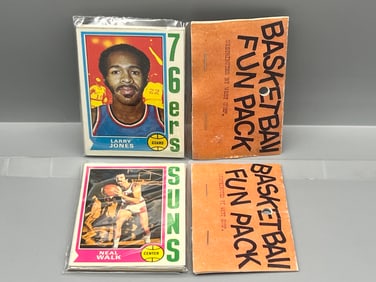 76ers
LARRY
JONES
GUARD
BASKETBALL
FUN PACK
SUNS
NEAL
WALK
CENTER
BASKETBALL
FUN PACK